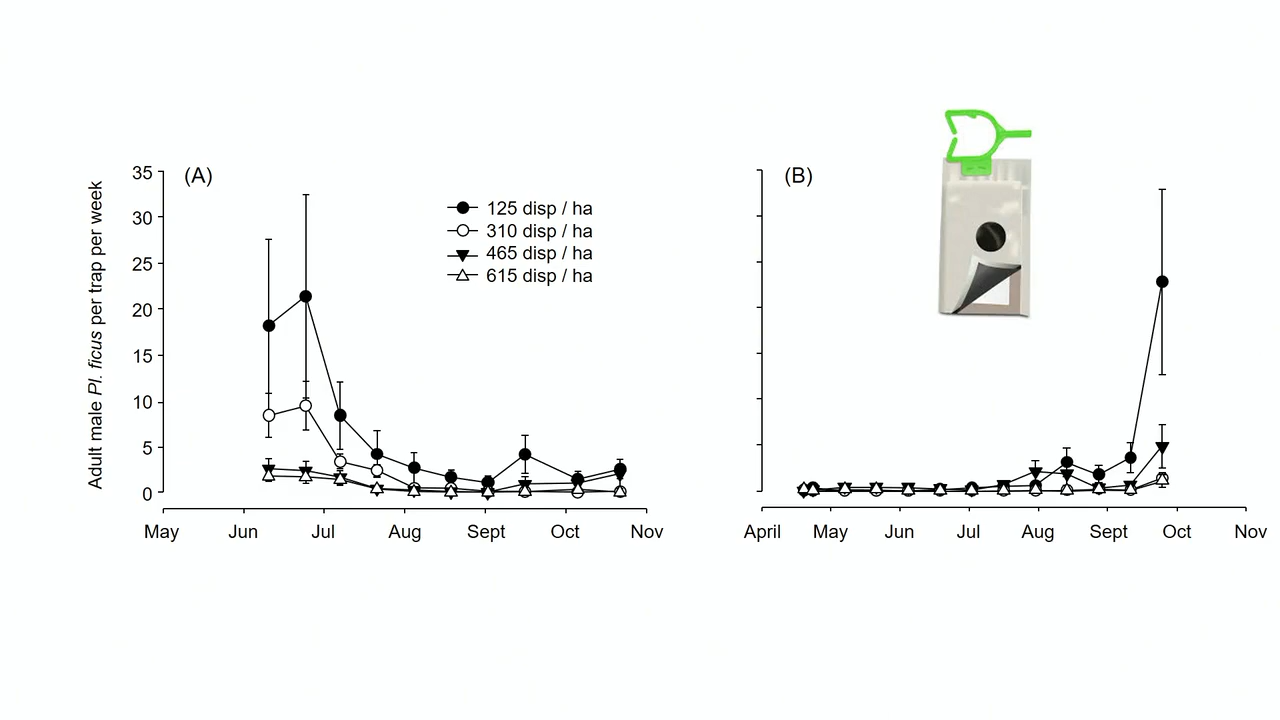 Adult male Pl. ficus per trap per week
(A)
35
30
25
20
15
10
5
0
125 disp / ha
310 disp / ha
465 disp / ha
615 disp / ha
May Jun Jul Aug Sept Oct Nov
(B)
April May Jun Jul Aug Sept Oct Nov